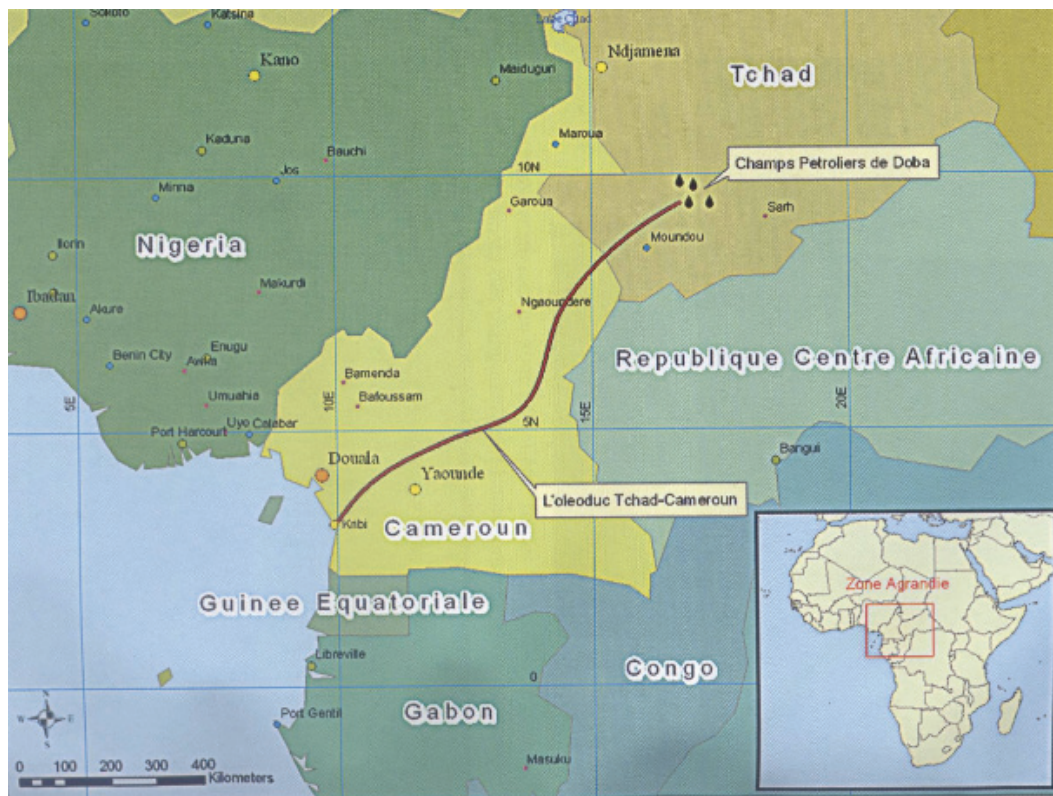 Sokoto
Katsina
Lake Chad
Kano
Ndjamena
Tchad
Maiduguri
Kaduna
Maroua
Bauchi
Champs Petroliers de Doba
Jos
10N
Minna
Garoua
Sarh
Nigeria
Moundou
Ilorin
Makurdi
Ngaoundere
Ibadan
Akure
Enugu
Republique Centre Africaine
Benin City
Awka
Bamenda
5E
10E
15E
20E
Umuahia
Bafoussam
Port Harcourt
Uyo
Calabar
5N
Douala
Yaounde
Bangui
L'oleoduc Tchad-Cameroun
Kribi
Cameroun
Zone Agrandie
Guinee Equatoriale
Libreville
Congo
0
N
W
E
S
Port Gentil
Gabon
Masuku
0 100 200 300 400
Kilometers